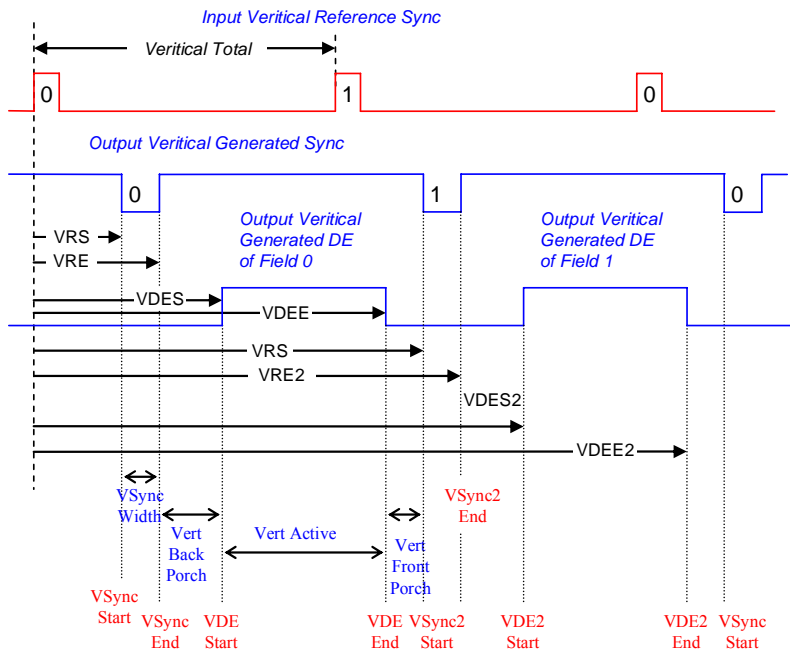 Input Veritical Reference Sync
Veritical Total
0
1
0
Output Veritical Generated Sync
0
1
0
Output Veritical
Generated DE
of Field 0
Output Veritical
Generated DE
of Field 1
VRS
VRE
VDES
VDEE
VRS
VRE2
VDES2
VDEE2
VSync
Width
Vert
Back
Porch
Vert Active
Vert
Front
Porch
VSync2
End
VSync
Start
VSync
End
VDE
Start
VDE
End
VSync2
Start
VDE2
Start
VDE2
End
VSync
Start